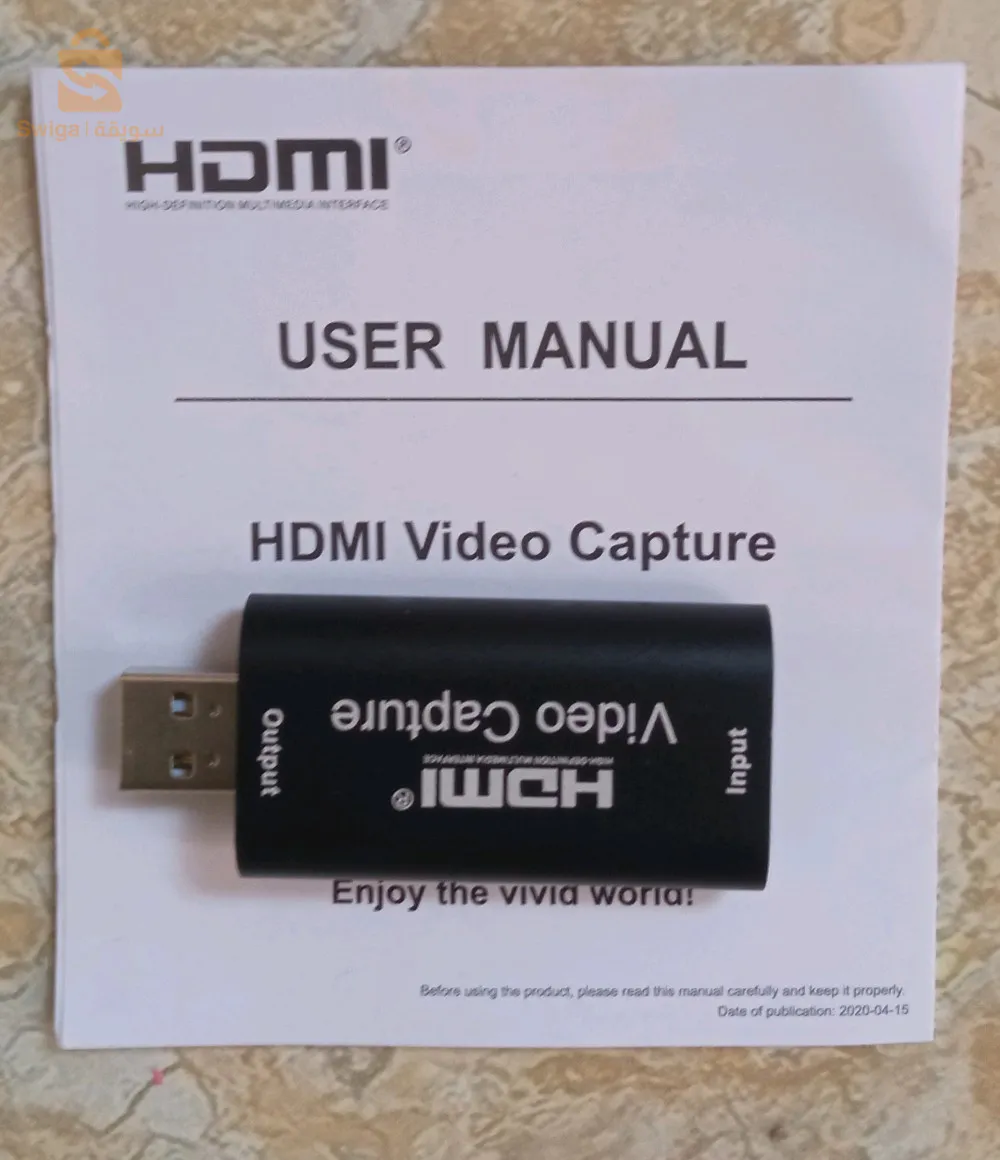 Swiga | سويقة
HDMI®
HIGH-DEFINITION MULTIMEDIA INTERFACE
USER MANUAL
HDMI Video Capture
Output
Input
HDMI®
HIGH-DEFINITION MULTIMEDIA INTERFACE
Video Capture
Enjoy the vivid world!
Before using the product, please read this manual carefully and keep it properly.
Date of publication: 2020-04-15